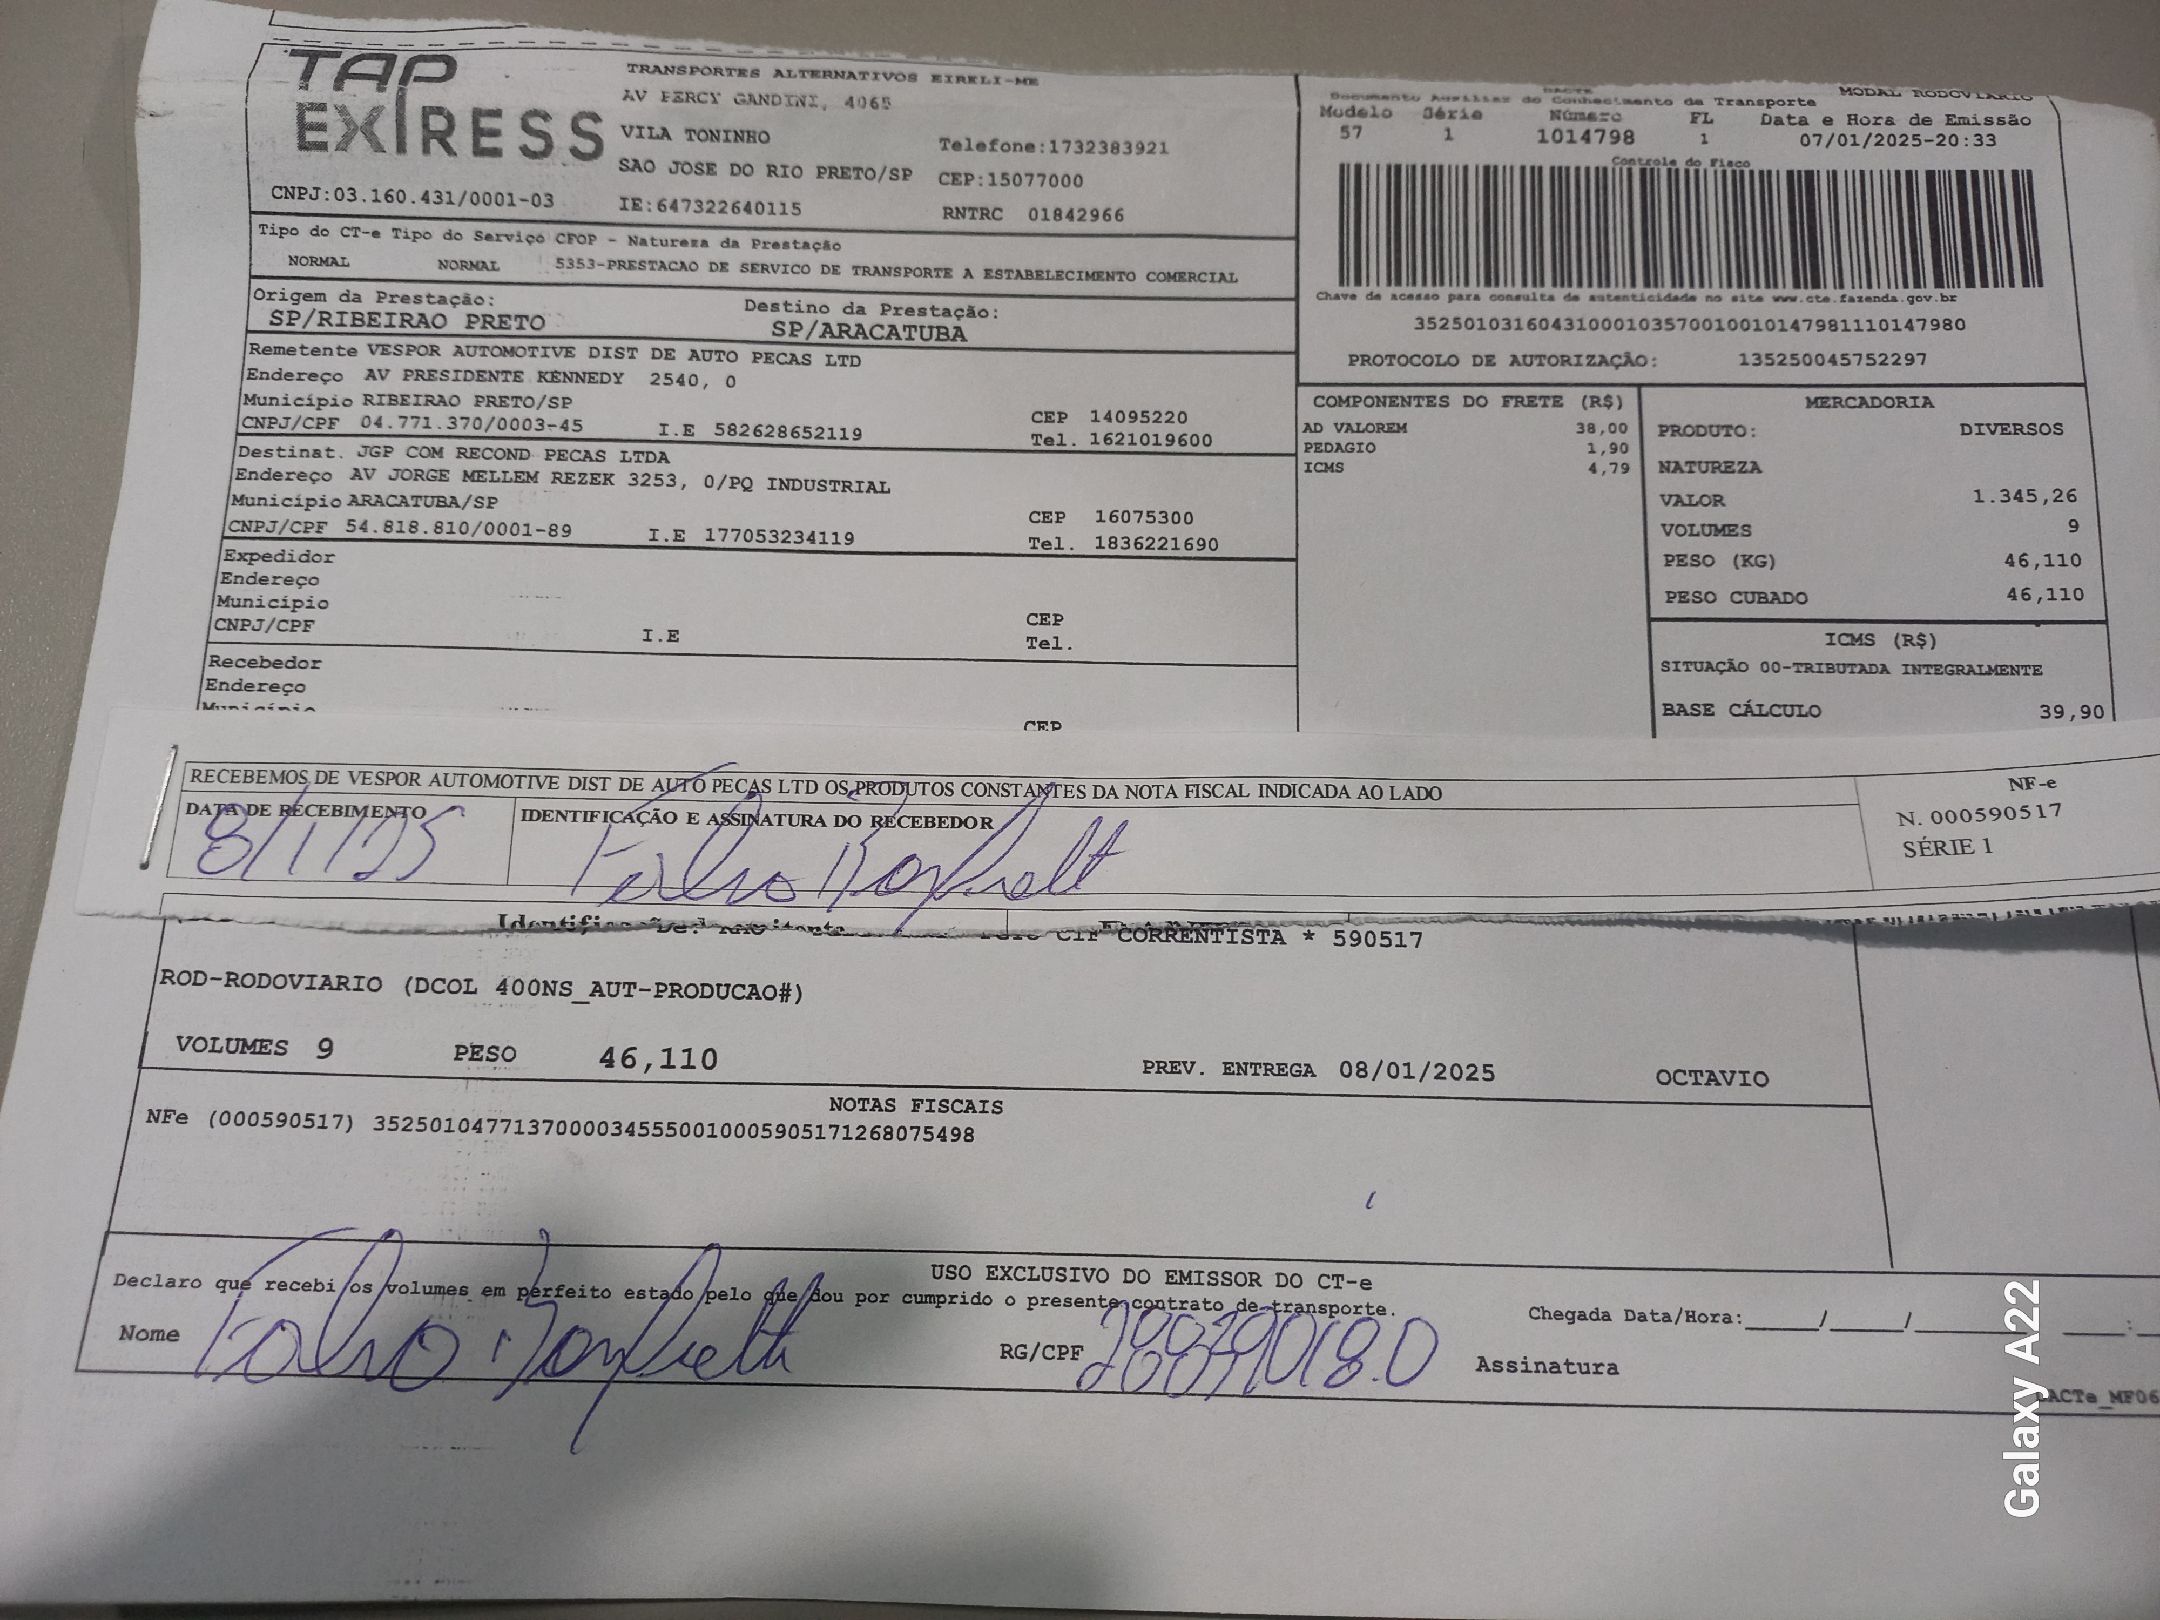 TAP
EXPRESS
TRANSPORTES ALTERNATIVOS EIRELI-ME
AV PERCY GANDINI, 4065
VILA TONINHO
Telefone:1732383921
SAO JOSE DO RIO PRETO/SP CEP:15077000
CNPJ:03.160.431/0001-03 IE:647322640115 RNTRC 01842966
DACTE MODAL RODOVIARIO
Documento Auxiliar do Conhecimento de Transporte
Modelo Série Número FL Data e Hora de Emissão
57 1 1014798 1 07/01/2025-20:33
Controle do Fisco
Chave de acesso para consulta de autenticidade no site www.cte.fazenda.gov.br
35250103160431000103570010010147981110147980
PROTOCOLO DE AUTORIZAÇÃO: 135250045752297
Tipo do CT-e Tipo do Serviço CFOP - Natureza da Prestação
NORMAL NORMAL 5353-PRESTACAO DE SERVICO DE TRANSPORTE A ESTABELECIMENTO COMERCIAL
Origem da Prestação: Destino da Prestação:
SP/RIBEIRAO PRETO SP/ARACATUBA
Remetente VESPOR AUTOMOTIVE DIST DE AUTO PECAS LTD
Endereço AV PRESIDENTE KENNEDY 2540, 0
Município RIBEIRAO PRETO/SP CEP 14095220
CNPJ/CPF 04.771.370/0003-45 I.E 582628652119 Tel. 1621019600
Destinat. JGP COM RECOND PECAS LTDA
Endereço AV JORGE MELLEM REZEK 3253, 0/PQ INDUSTRIAL
Município ARACATUBA/SP CEP 16075300
CNPJ/CPF 54.818.810/0001-89 I.E 177053234119 Tel. 1836221690
Expedidor
Endereço
Município CEP
CNPJ/CPF I.E Tel.
Recebedor
Endereço
Município CEP
COMPONENTES DO FRETE (R$)
AD VALOREM 38,00
PEDAGIO 1,90
ICMS 4,79
MERCADORIA
PRODUTO: DIVERSOS
NATUREZA
VALOR 1.345,26
VOLUMES 9
PESO (KG) 46,110
PESO CUBADO 46,110
ICMS (R$)
SITUAÇÃO 00-TRIBUTADA INTEGRALMENTE
BASE CÁLCULO 39,90
RECEBEMOS DE VESPOR AUTOMOTIVE DIST DE AUTO PECAS LTD OS PRODUTOS CONSTANTES DA NOTA FISCAL INDICADA AO LADO
NF-e
N. 000590517
SÉRIE 1
DATA DE RECEBIMENTO IDENTIFICAÇÃO E ASSINATURA DO RECEBEDOR
8/1/25
CIF CORRENTISTA * 590517
ROD-RODOVIARIO (DCOL 400NS_AUT-PRODUCAO#)
VOLUMES 9 PESO 46,110 PREV. ENTREGA 08/01/2025 OCTAVIO
NOTAS FISCAIS
NFe (000590517) 35250104771370000345550010005905171268075498
USO EXCLUSIVO DO EMISSOR DO CT-e
Declaro que recebi os volumes em perfeito estado pelo que dou por cumprido o presente contrato de transporte.
Chegada Data/Hora:_____/_____/_____ ____:
Nome RG/CPF Assinatura
DACTe_MF06
Galaxy A22